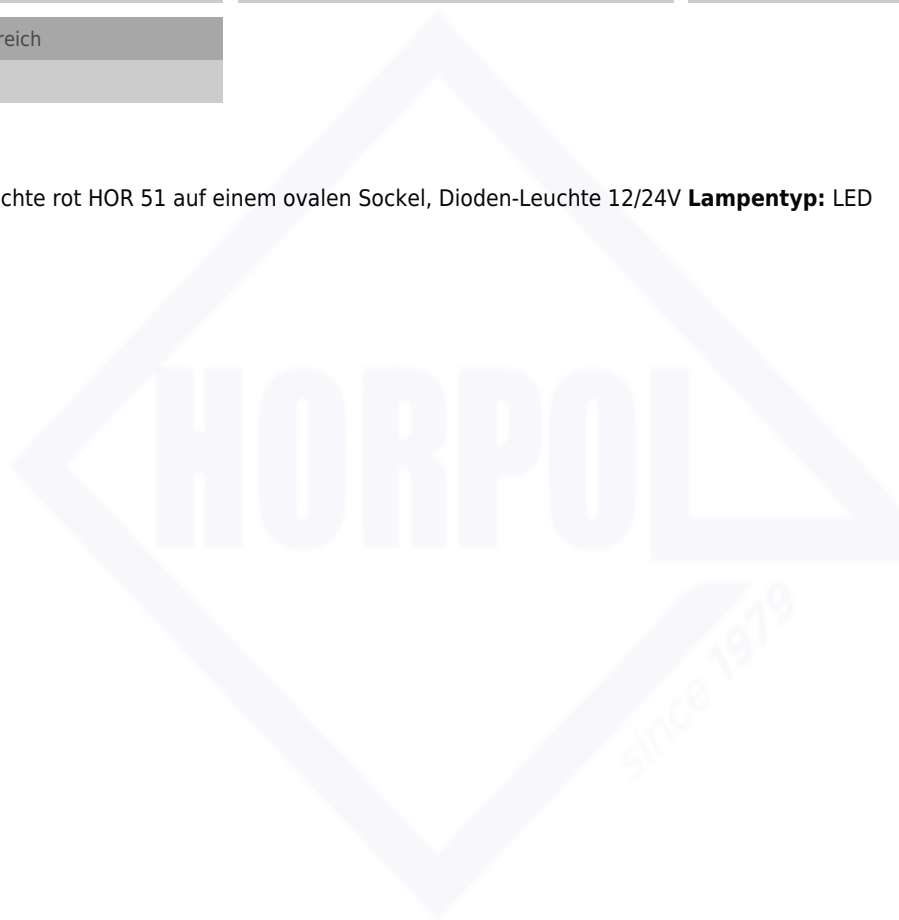 reich
chte rot HOR 51 auf einem ovalen Sockel, Dioden-Leuchte 12/24V Lampentyp: LED
HORPOL
since 1979